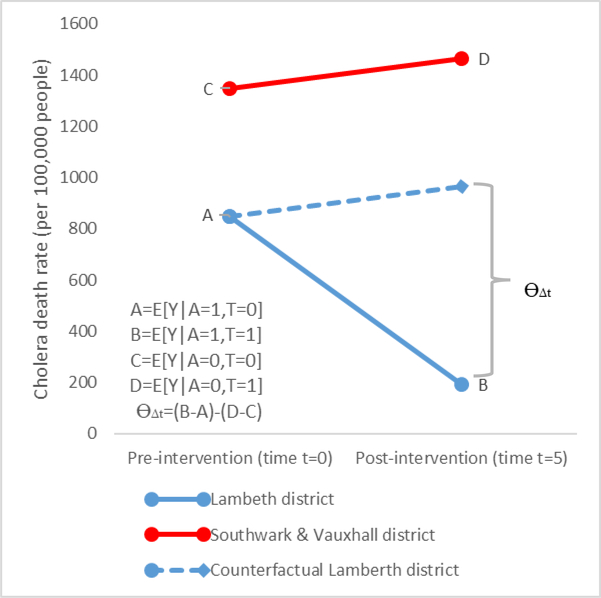 Cholera death rate (per 100,000 people)
1600
1400
1200
1000
800
600
400
200
0
C
D
A
B
ϴΔt
A=E[Y|A=1,T=0]
B=E[Y|A=1,T=1]
C=E[Y|A=0,T=0]
D=E[Y|A=0,T=1]
ϴΔt=(B-A)-(D-C)
Pre-intervention (time t=0)
Post-intervention (time t=5)
Lambeth district
Southwark & Vauxhall district
Counterfactual Lamberth district